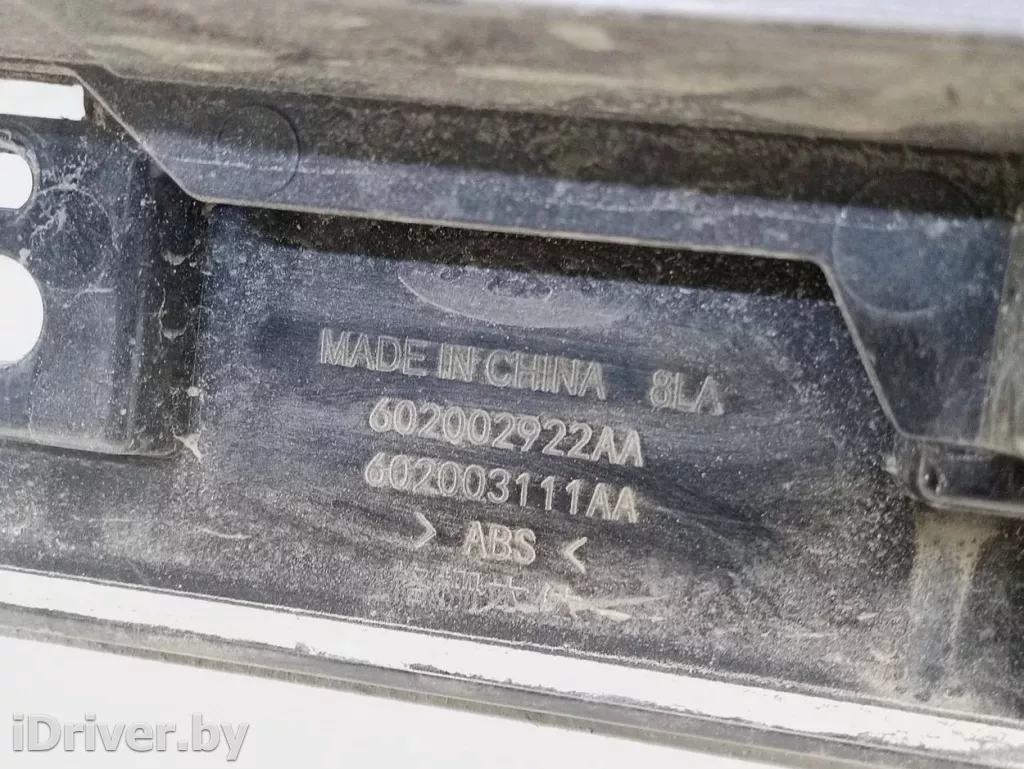 MADE IN CHINA 8LA
602002922AA
602003111AA
> ABS <
iDriver.by